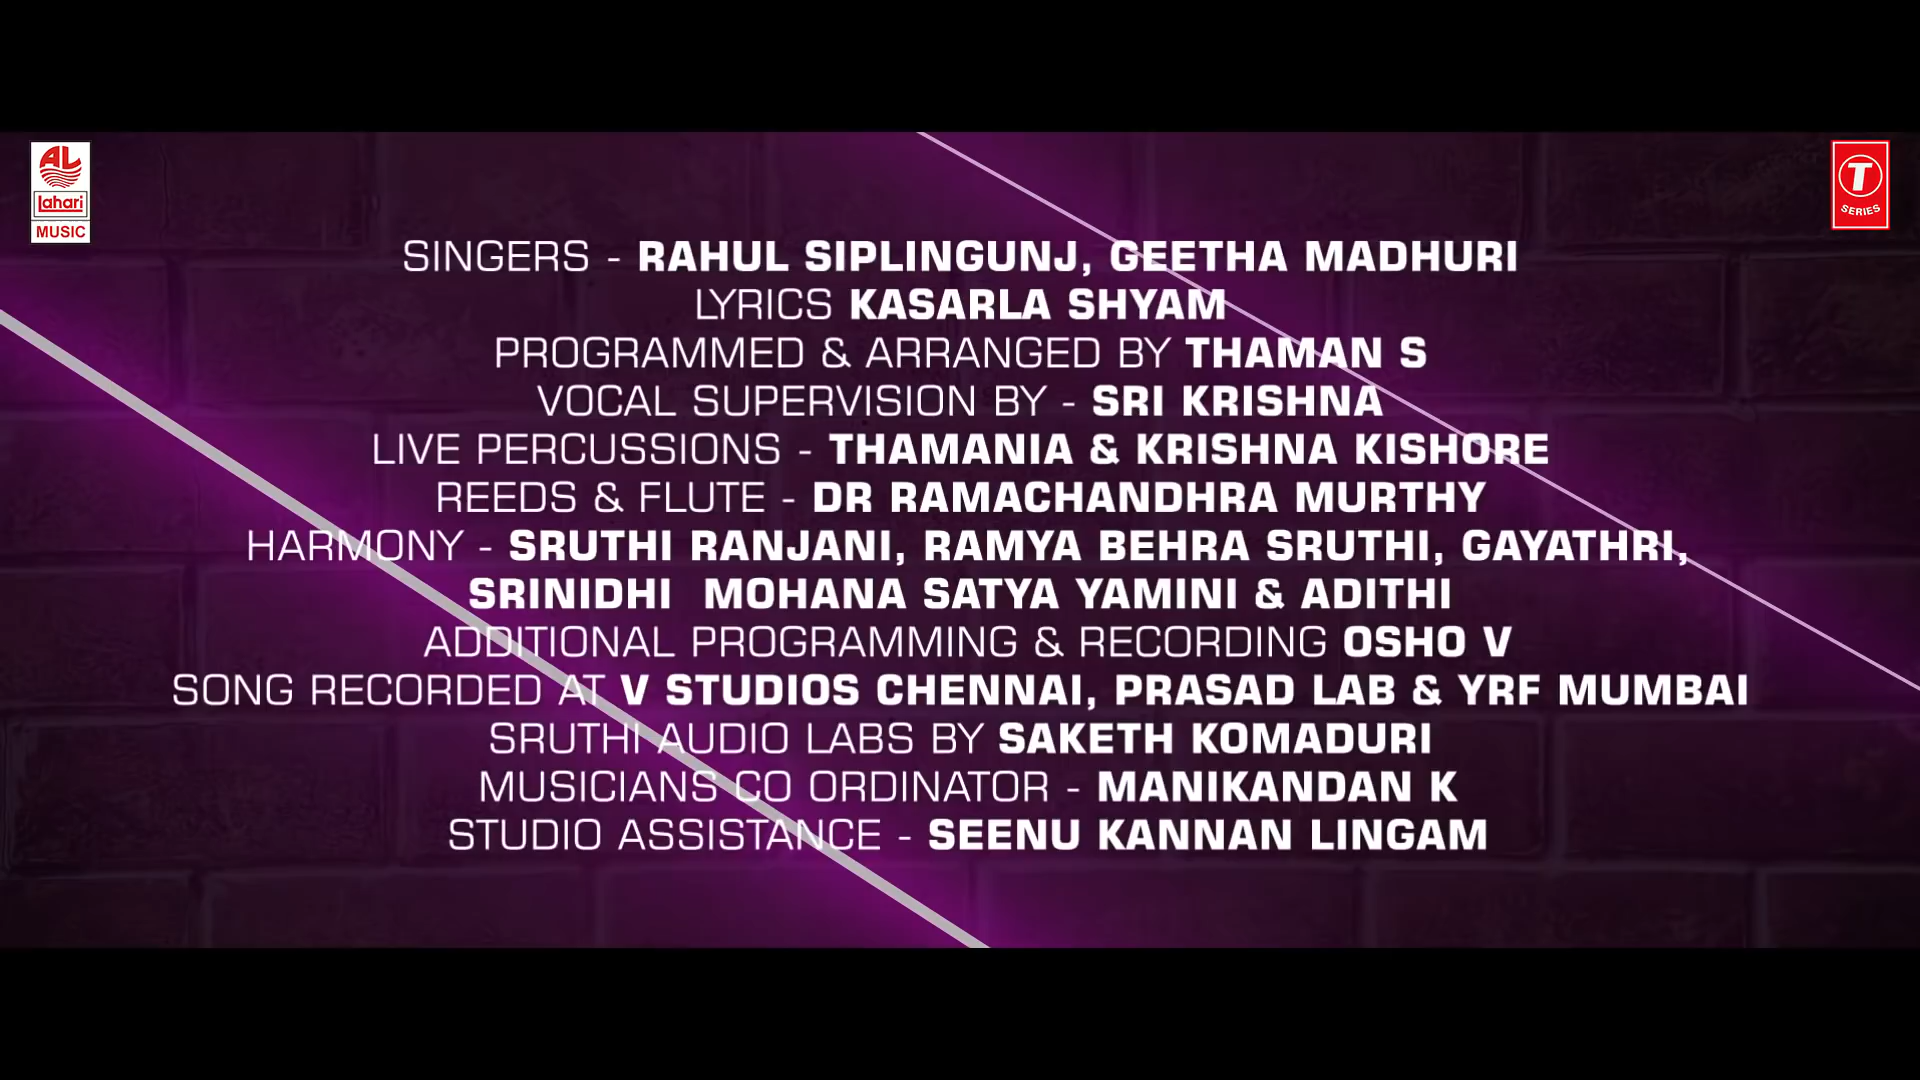 AL
lahari
MUSIC
T
SERIES
SINGERS - RAHUL SIPLINGUNJ, GEETHA MADHURI
LYRICS KASARLA SHYAM
PROGRAMMED & ARRANGED BY THAMAN S
VOCAL SUPERVISION BY - SRI KRISHNA
LIVE PERCUSSIONS - THAMANIA & KRISHNA KISHORE
REEDS & FLUTE - DR RAMACHANDHRA MURTHY
HARMONY - SRUTHI RANJANI, RAMYA BEHRA SRUTHI, GAYATHRI,
SRINIDHI  MOHANA SATYA YAMINI & ADITHI
ADDITIONAL PROGRAMMING & RECORDING OSHO V
SONG RECORDED AT V STUDIOS CHENNAI, PRASAD LAB & YRF MUMBAI
SRUTHI AUDIO LABS BY SAKETH KOMADURI
MUSICIANS CO ORDINATOR - MANIKANDAN K
STUDIO ASSISTANCE - SEENU KANNAN LINGAM